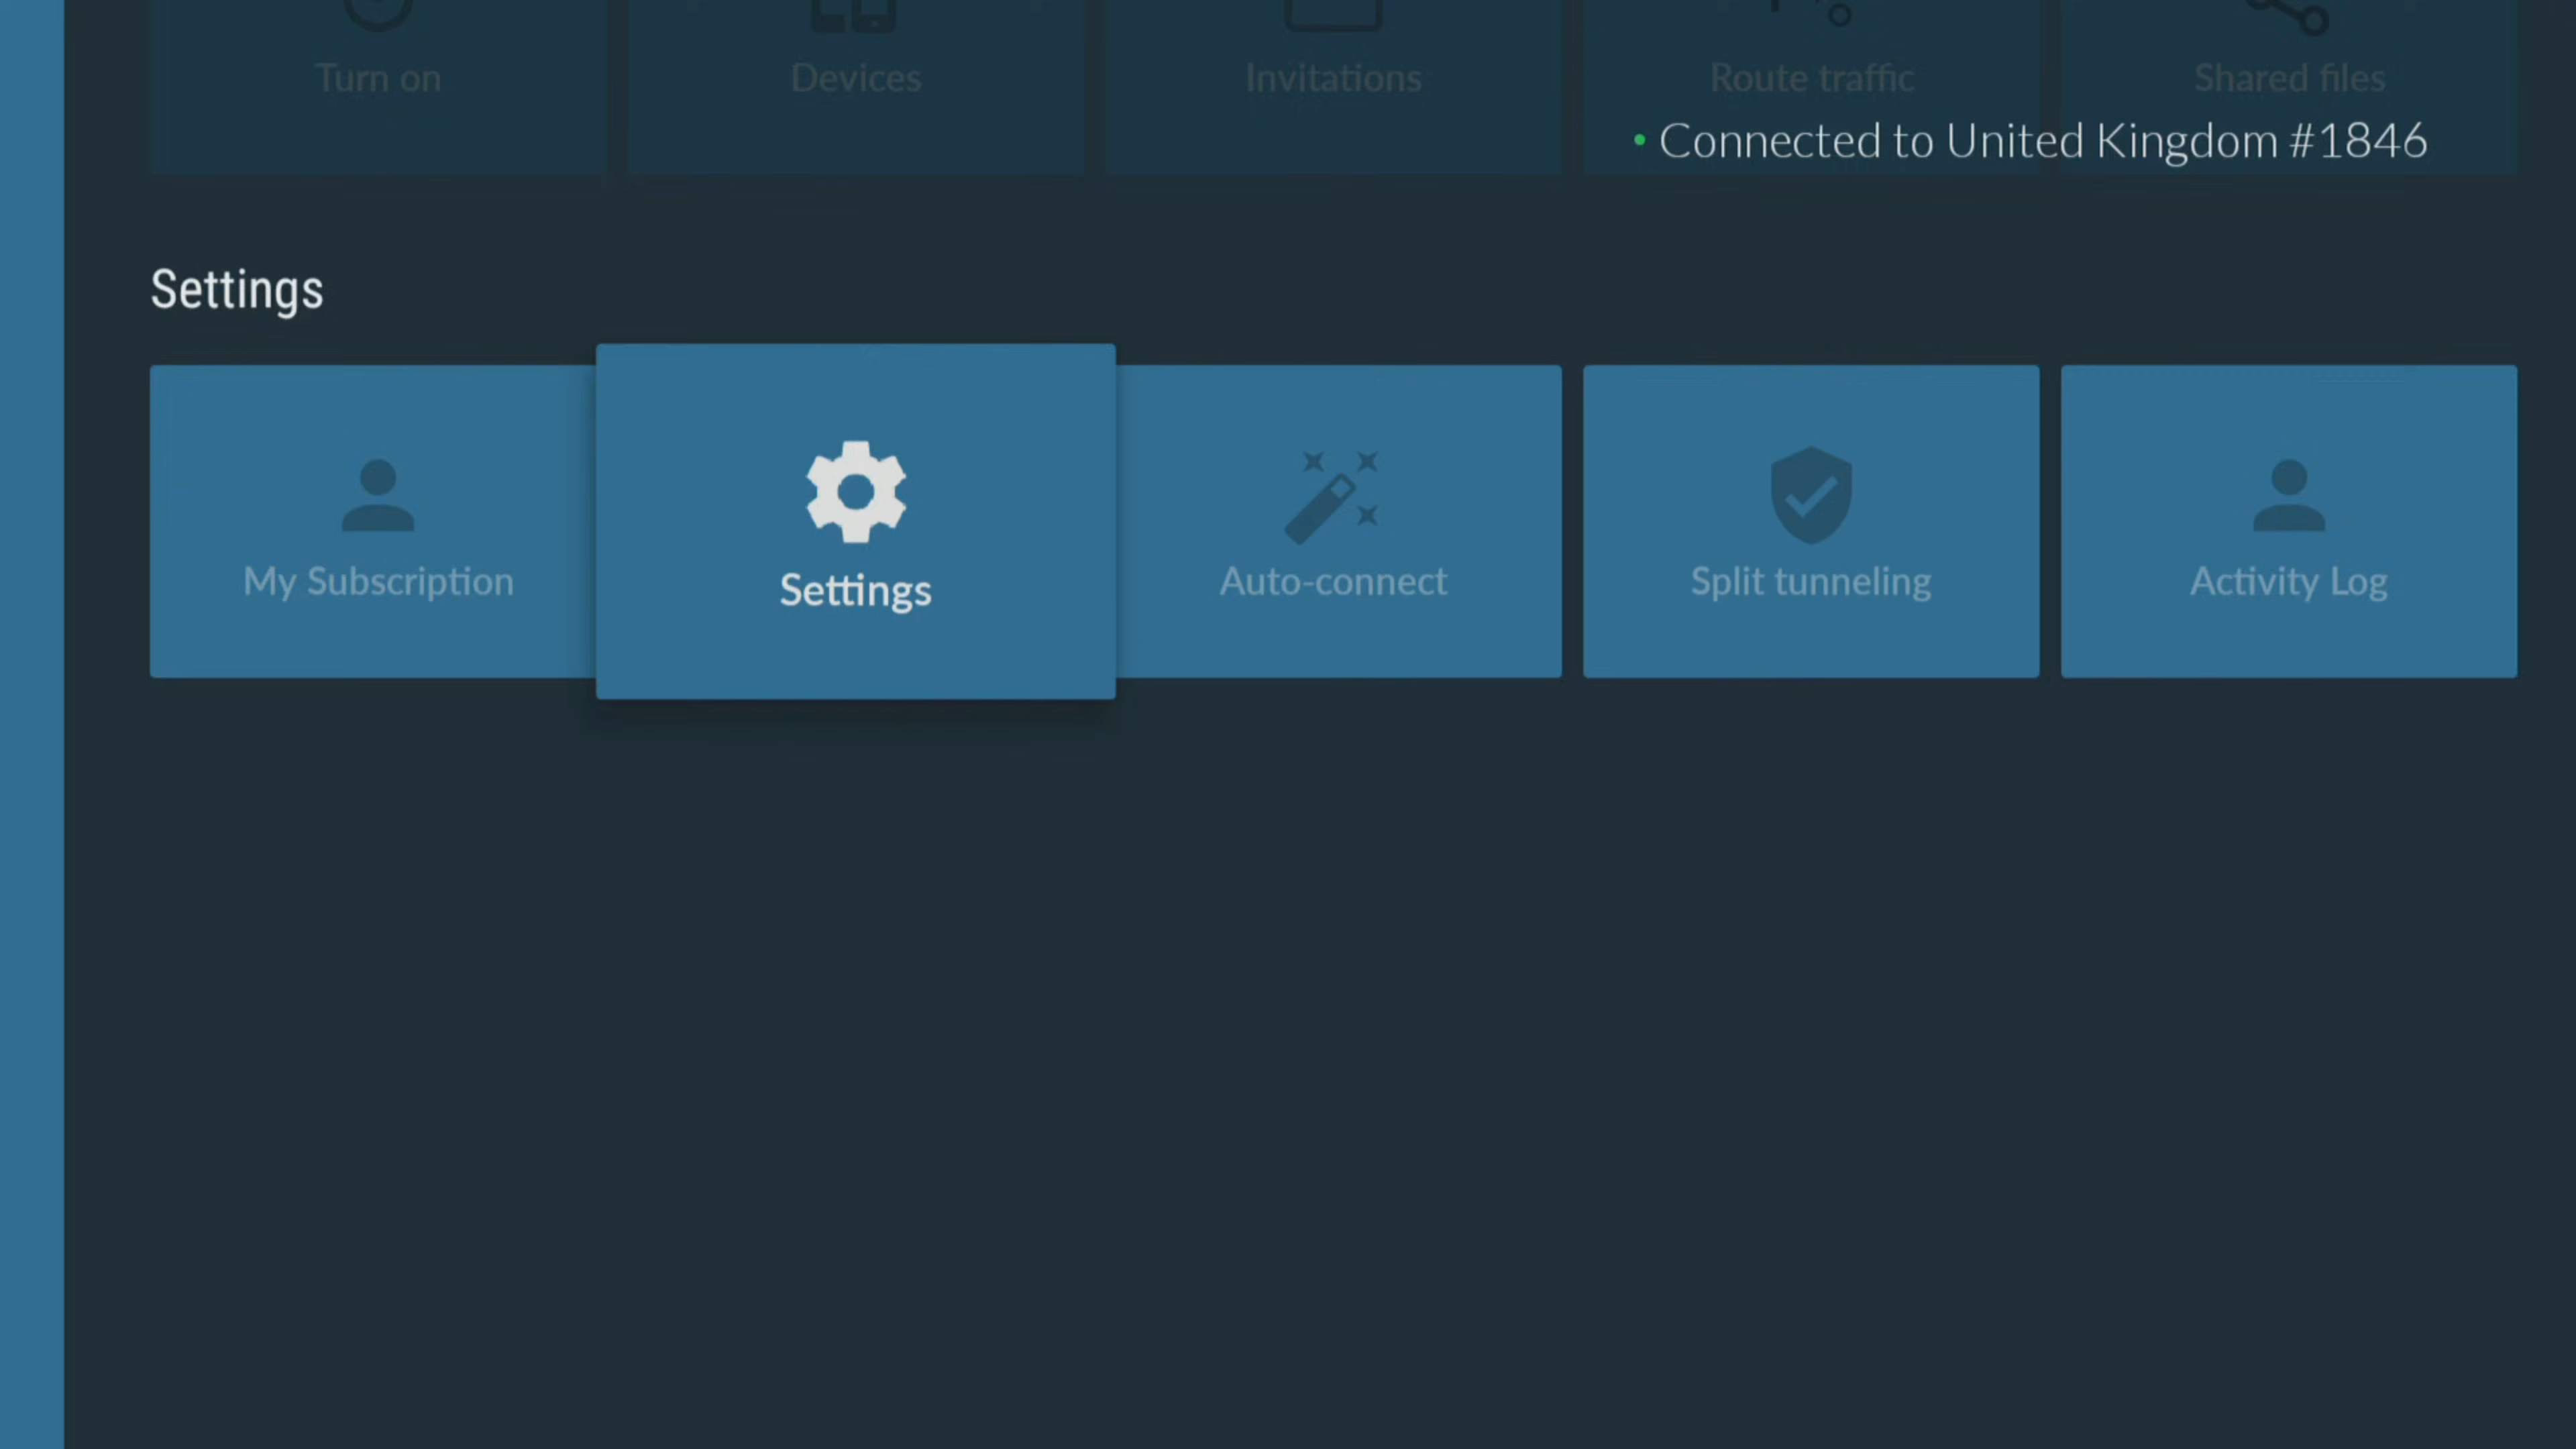 Turn on
Devices
Invitations
Route traffic
Shared files
• Connected to United Kingdom #1846
Settings
My Subscription
Settings
Auto-connect
Split tunneling
Activity Log